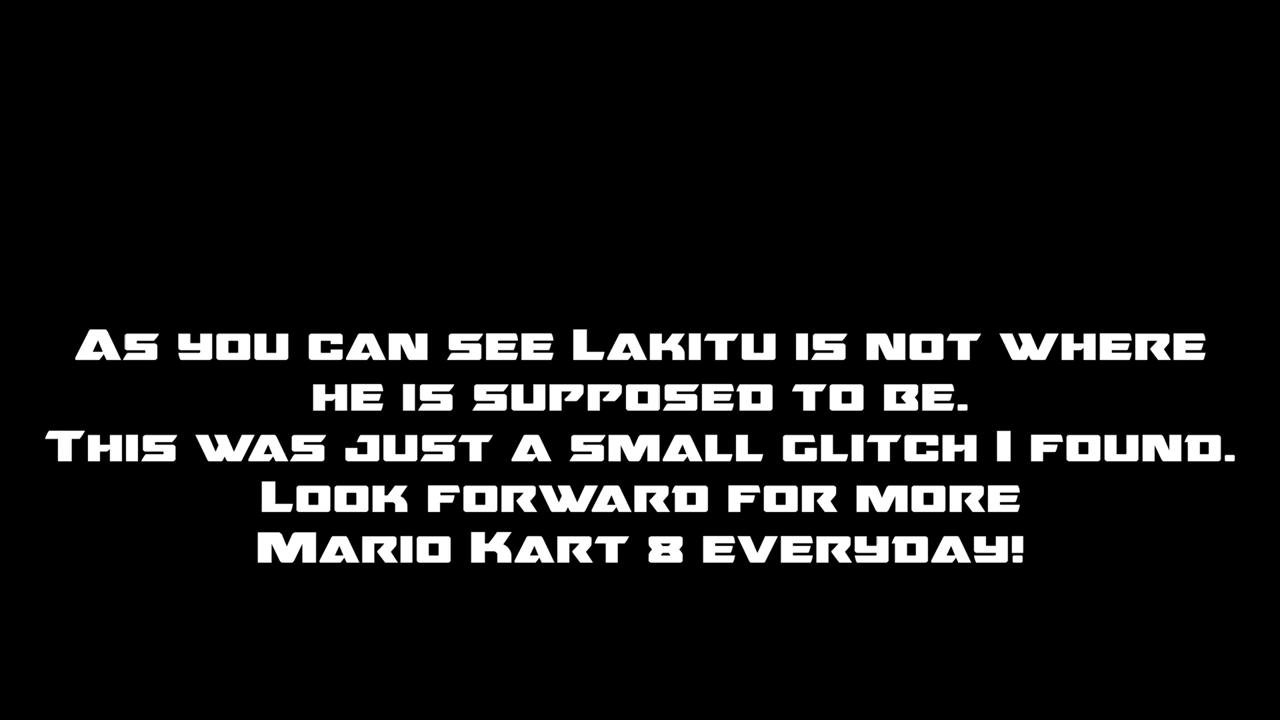 As you can see Lakitu is not where
he is supposed to be.
This was just a small glitch I found.
Look forward for more
Mario Kart 8 everyday!